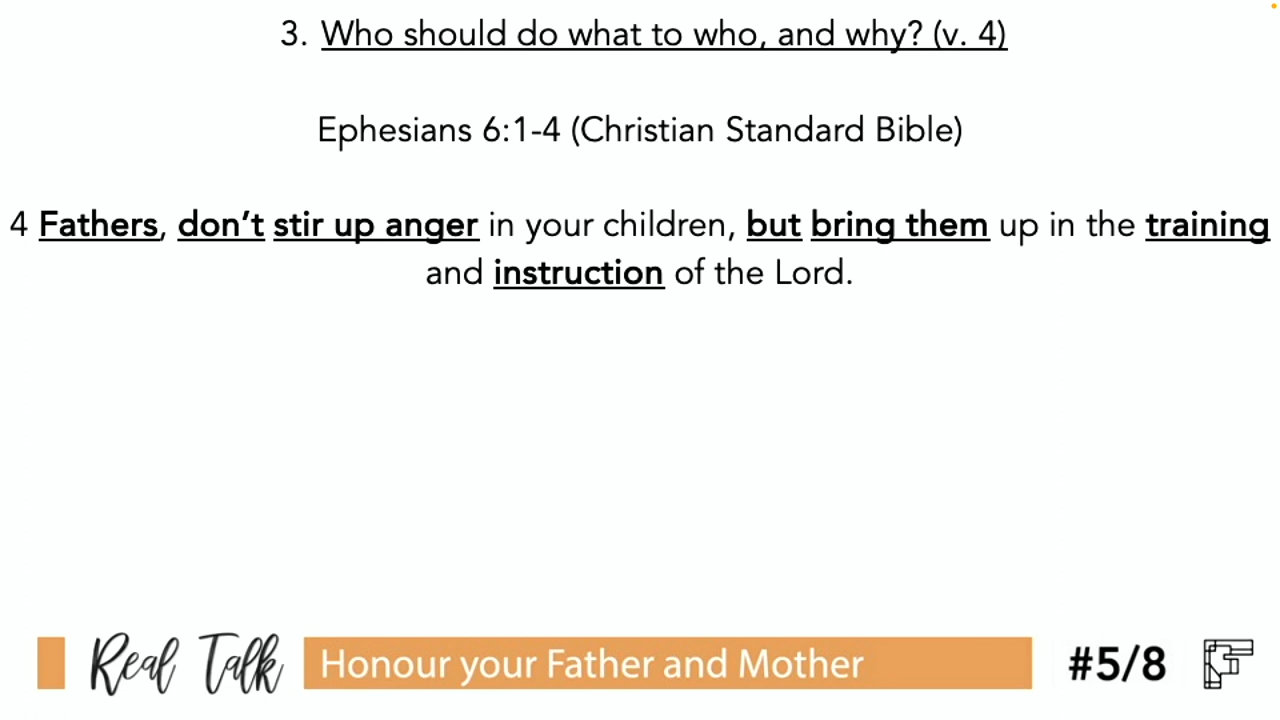 3. Who should do what to who, and why? (v. 4)
Ephesians 6:1-4 (Christian Standard Bible)
4 Fathers, don’t stir up anger in your children, but bring them up in the training
and instruction of the Lord.
Real Talk Honour your Father and Mother #5/8